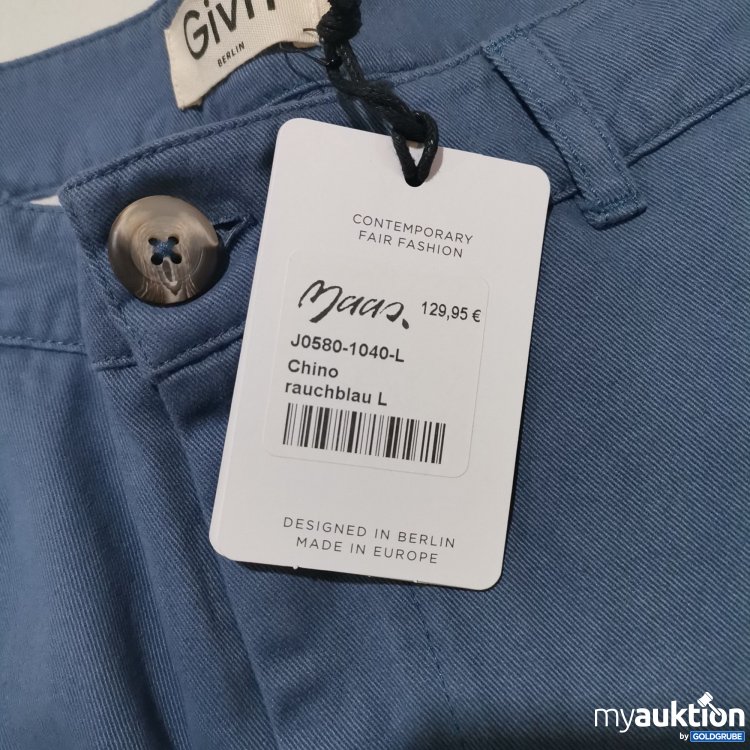 BERLIN
CONTEMPORARY
FAIR FASHION
maas. 129,95 €
J0580-1040-L
Chino
rauchblau L
DESIGNED IN BERLIN
MADE IN EUROPE
myauktion
by GOLDGRUBE